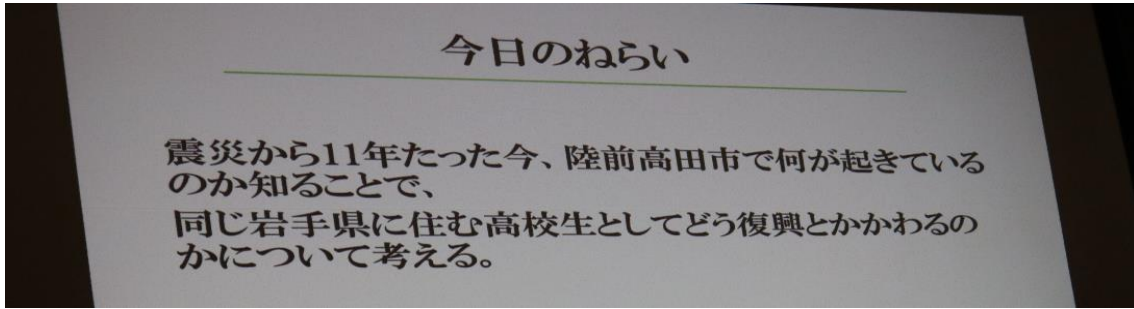 今日のねらい
震災から11年たった今、陸前高田市で何が起きている
のか知ることで、
同じ岩手県に住む高校生としてどう復興とかかわるの
かについて考える。